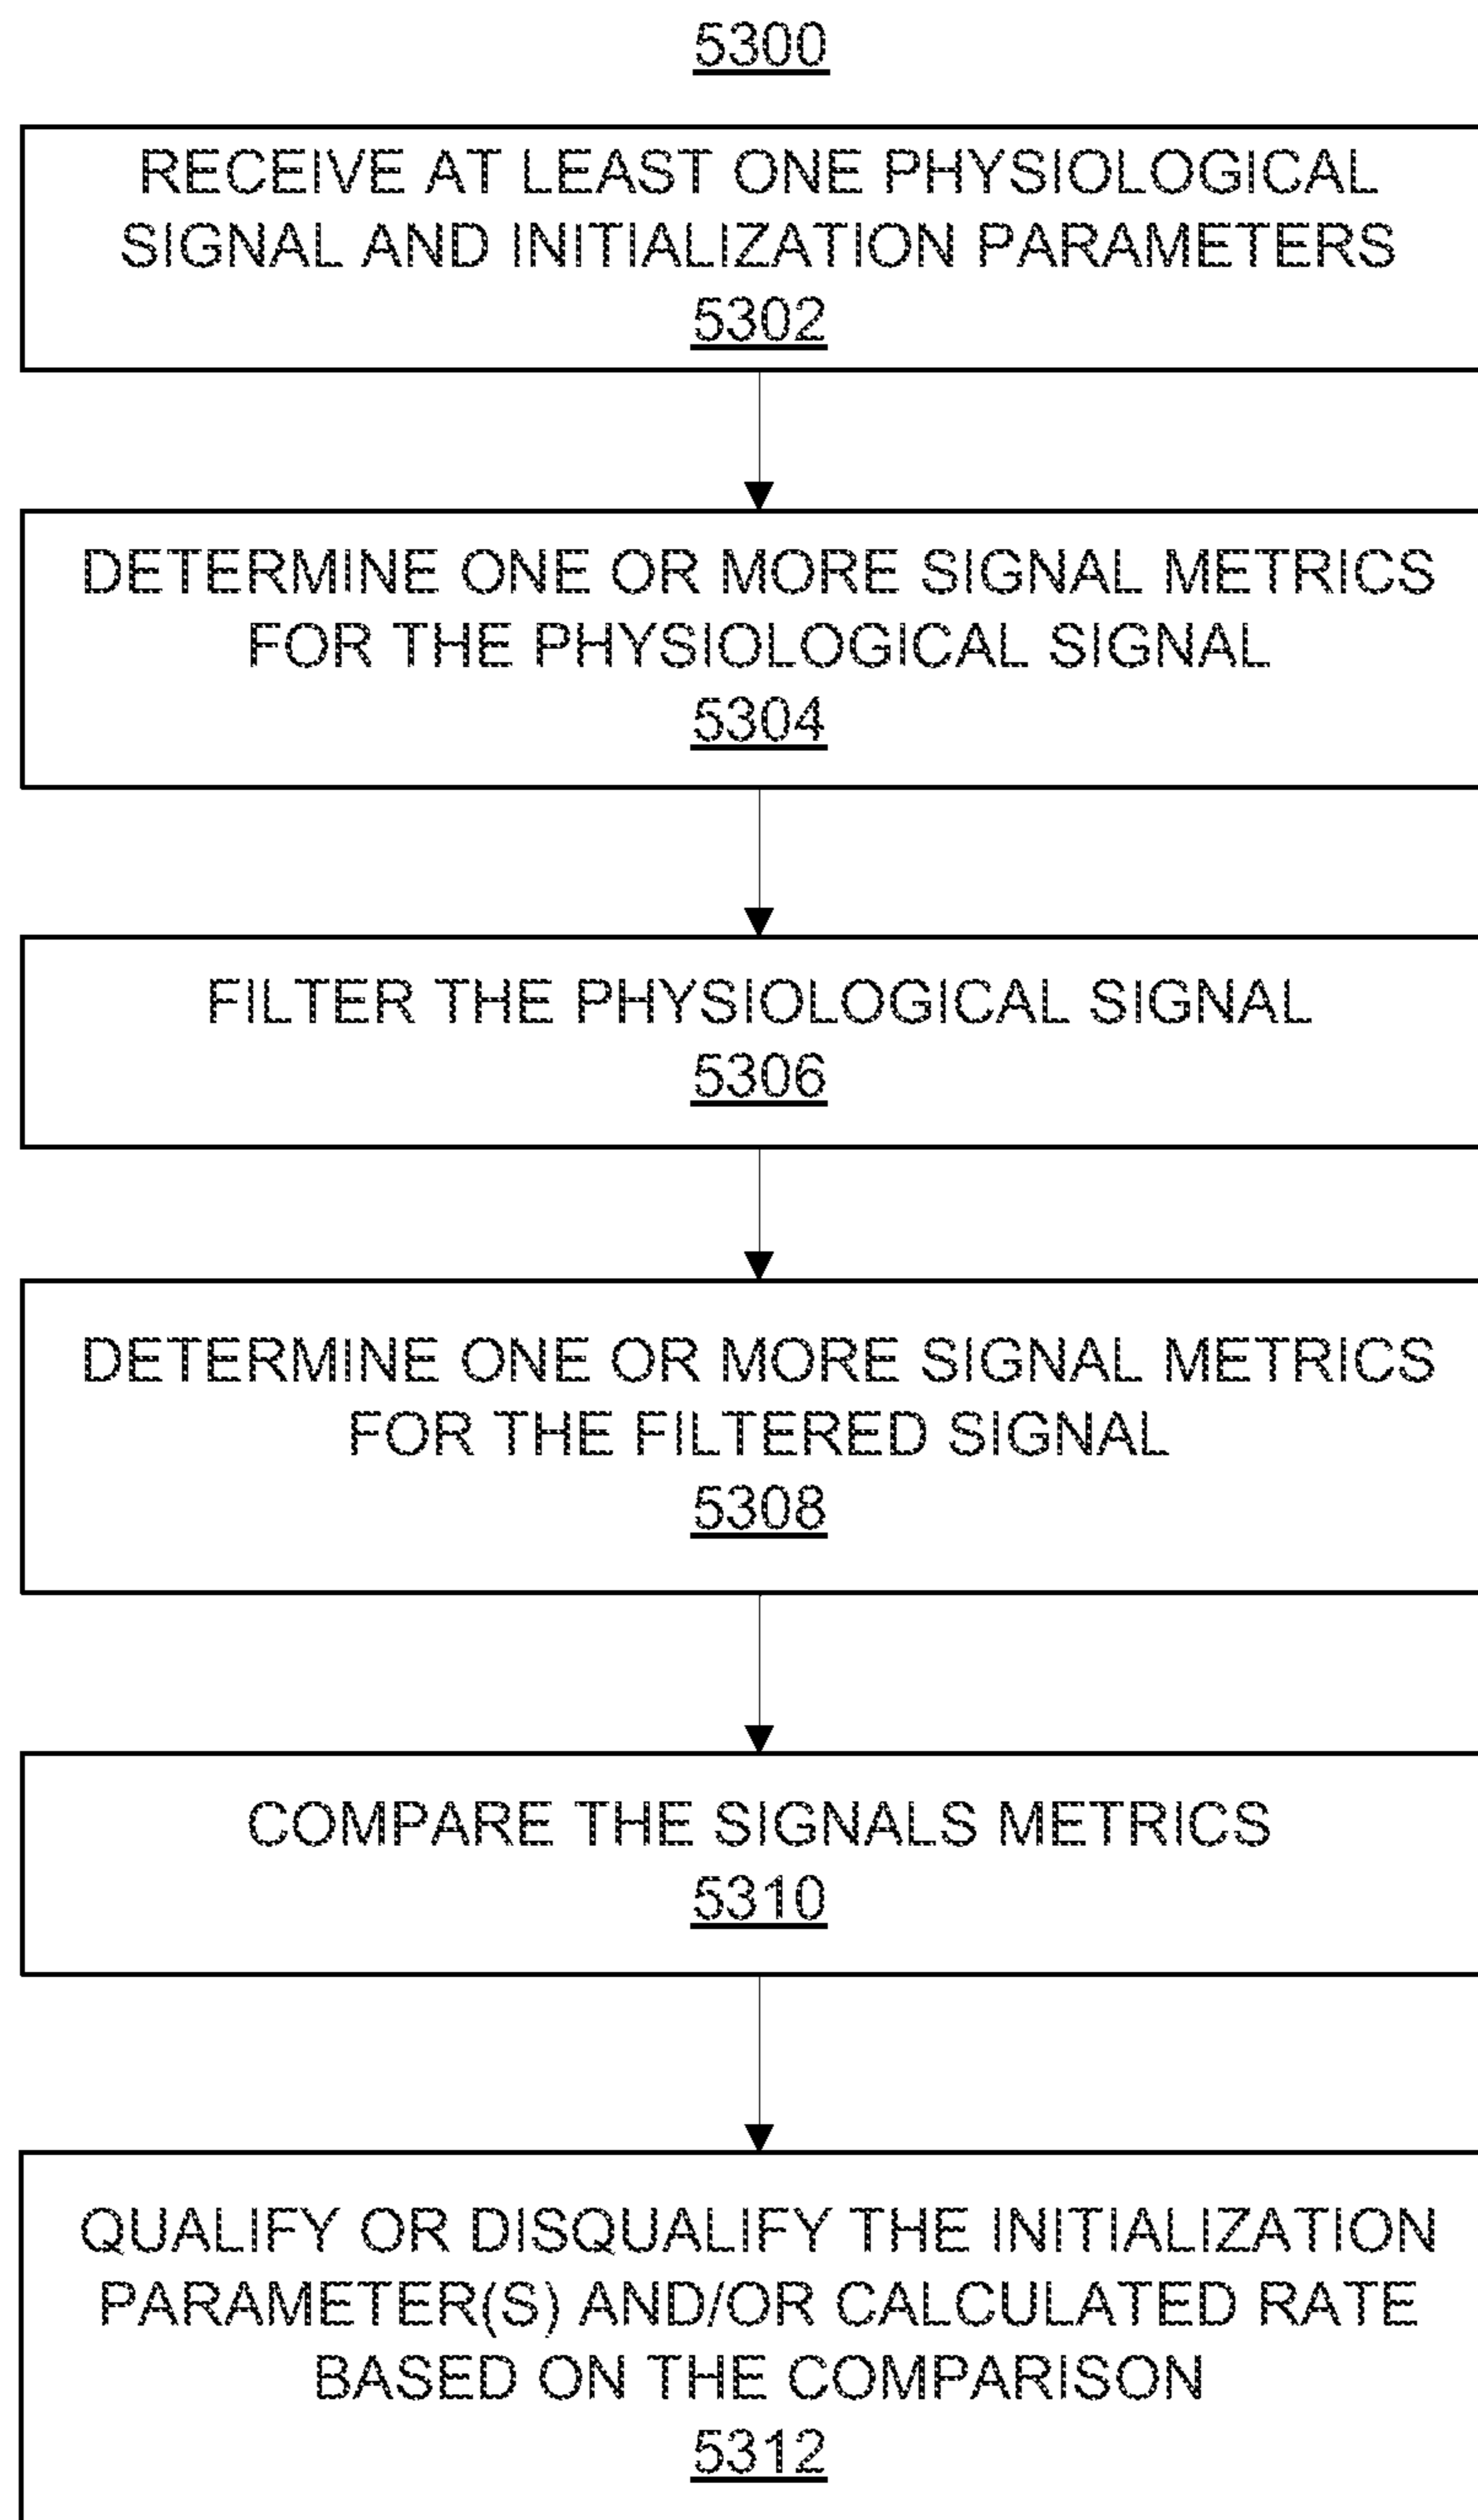 5300
RECEIVE AT LEAST ONE PHYSIOLOGICAL
SIGNAL AND INITIALIZATION PARAMETERS
5302
DETERMINE ONE OR MORE SIGNAL METRICS
FOR THE PHYSIOLOGICAL SIGNAL
5304
FILTER THE PHYSIOLOGICAL SIGNAL
5306
DETERMINE ONE OR MORE SIGNAL METRICS
FOR THE FILTERED SIGNAL
5308
COMPARE THE SIGNALS METRICS
5310
QUALIFY OR DISQUALIFY THE INITIALIZATION
PARAMETER(S) AND/OR CALCULATED RATE
BASED ON THE COMPARISON
5312